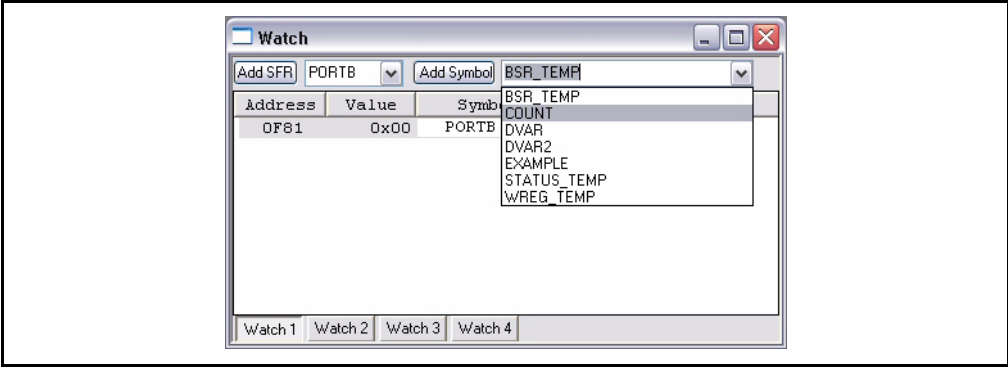 Watch
Add SFR PORTB Add Symbol BSR_TEMP
Address Value Symb
0F81 0x00 PORTB
BSR_TEMP
COUNT
DVAR
DVAR2
EXAMPLE
STATUS_TEMP
WREG_TEMP
Watch 1 Watch 2 Watch 3 Watch 4